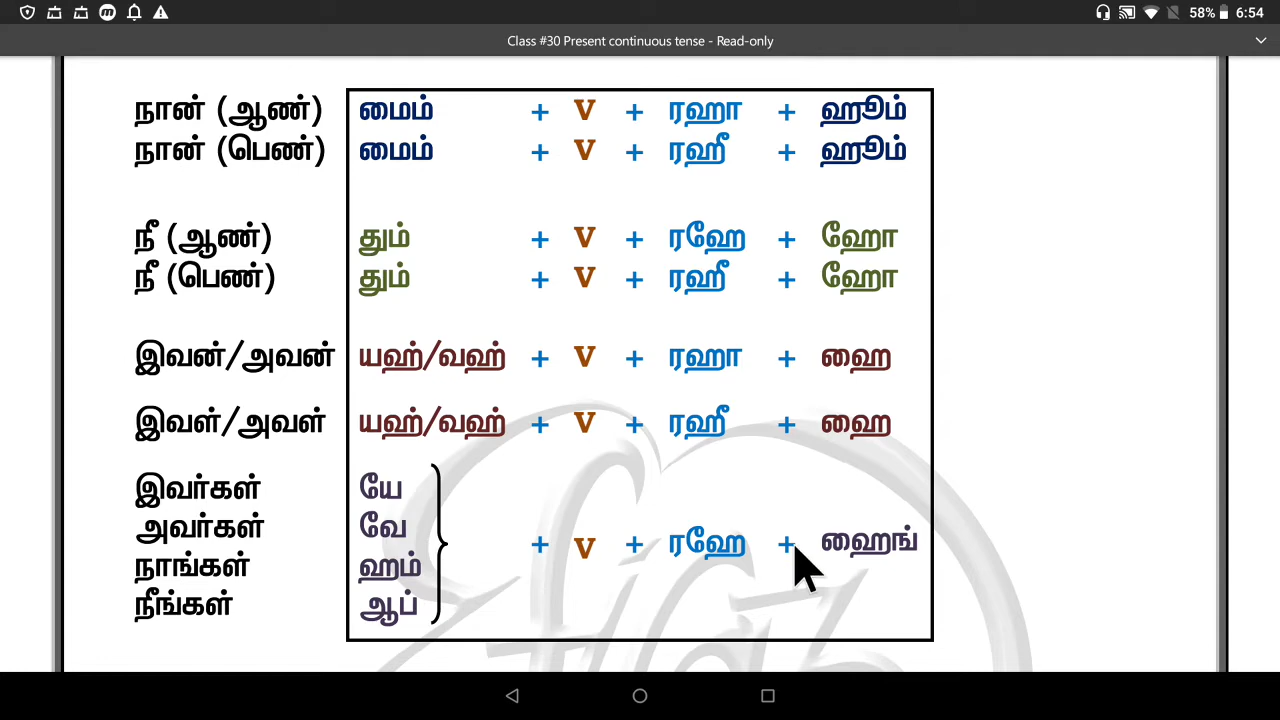 58% 6:54
Class #30 Present continuous tense - Read-only
நான் (ஆண்) மைம் + v + ரஹா + ஹூம்
நான் (பெண்) மைம் + v + ரஹீ + ஹூம்
நீ (ஆண்) தும் + v + ரஹே + ஹோ
நீ (பெண்) தும் + v + ரஹீ + ஹோ
இவன்/அவன் யஹ்/வஹ் + v + ரஹா + ஹை
இவள்/அவள் யஹ்/வஹ் + v + ரஹீ + ஹை
இவர்கள் யே
அவர்கள் வே
+ v + ரஹே + ஹைங்
நாங்கள் ஹம்
நீங்கள் ஆப்